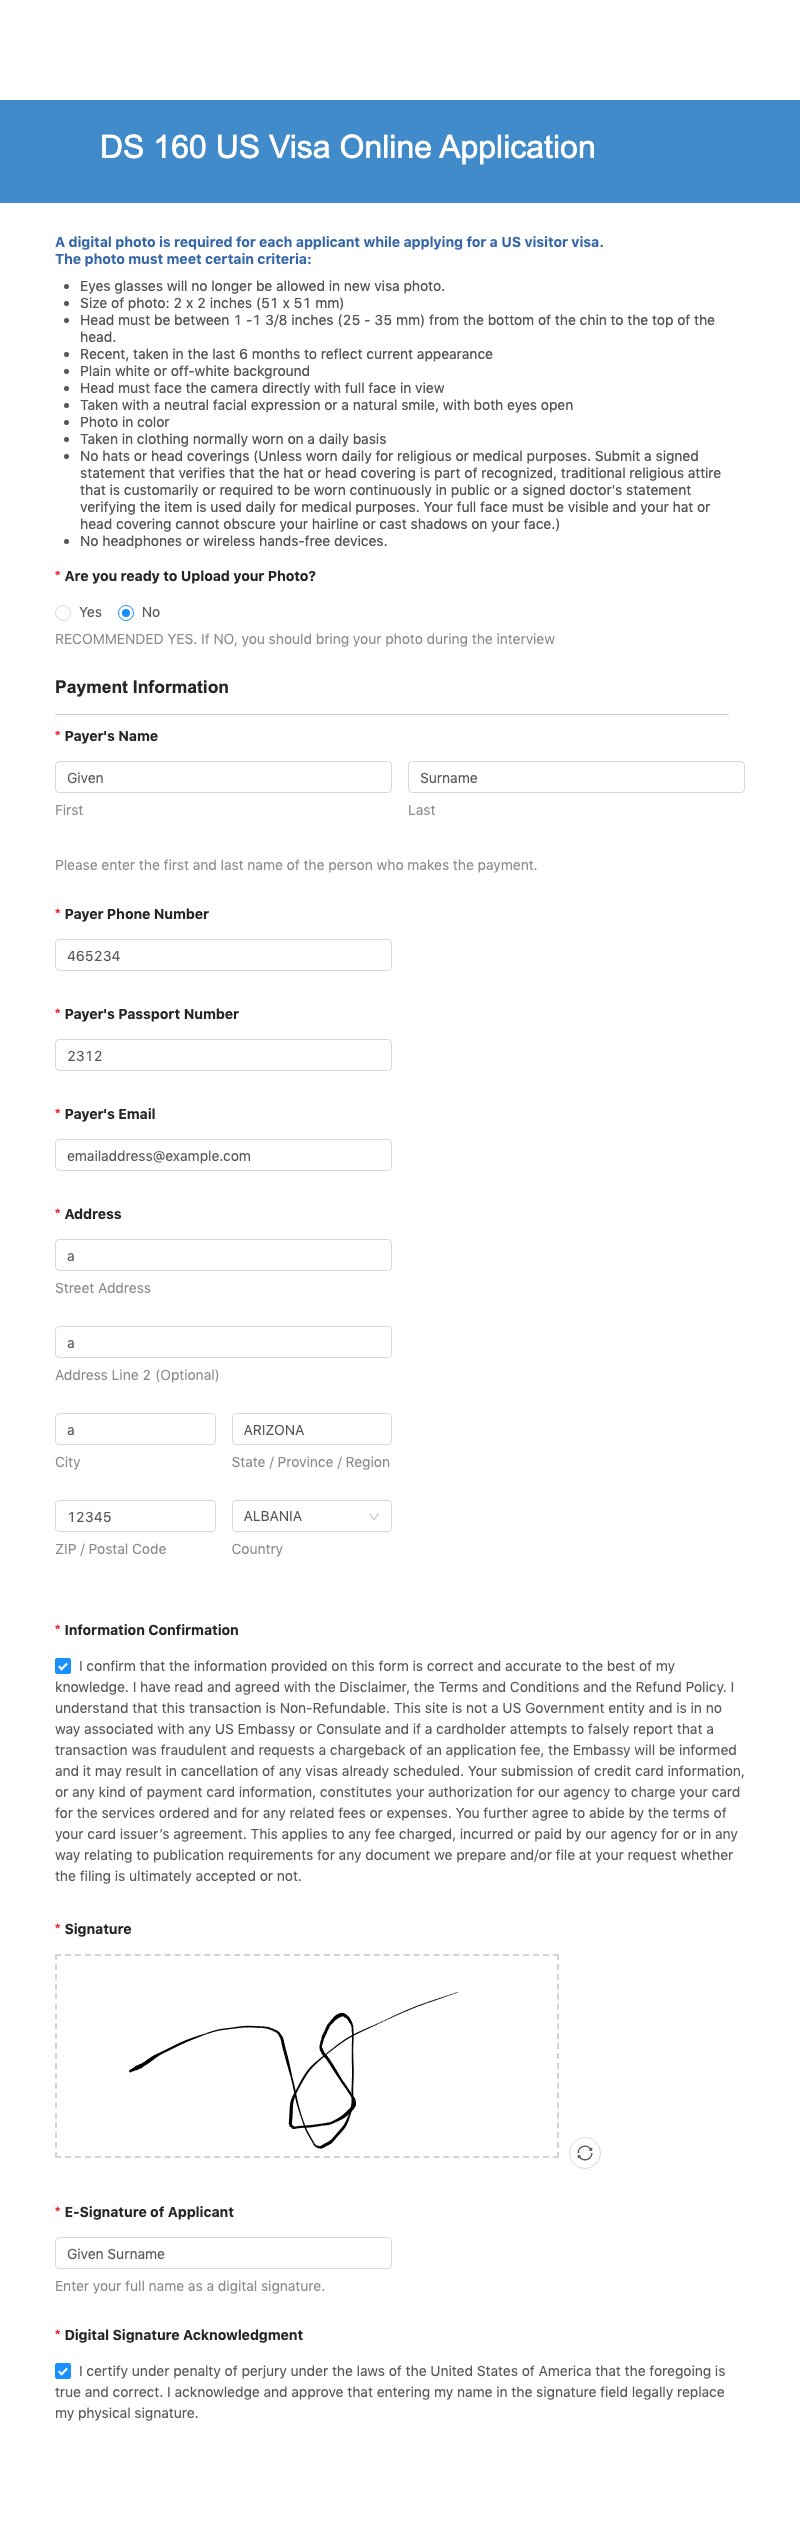 DS 160 US Visa Online Application
A digital photo is required for each applicant while applying for a US visitor visa.
The photo must meet certain criteria:
Eyes glasses will no longer be allowed in new visa photo.
Size of photo: 2 x 2 inches (51 x 51 mm)
Head must be between 1 -1 3/8 inches (25 - 35 mm) from the bottom of the chin to the top of the
head.
Recent, taken in the last 6 months to reflect current appearance
Plain white or off-white background
Head must face the camera directly with full face in view
Taken with a neutral facial expression or a natural smile, with both eyes open
Photo in color
Taken in clothing normally worn on a daily basis
No hats or head coverings (Unless worn daily for religious or medical purposes. Submit a signed
statement that verifies that the hat or head covering is part of recognized, traditional religious attire
that is customarily or required to be worn continuously in public or a signed doctor's statement
verifying the item is used daily for medical purposes. Your full face must be visible and your hat or
head covering cannot obscure your hairline or cast shadows on your face.)
No headphones or wireless hands-free devices.
* Are you ready to Upload your Photo?
Yes No
RECOMMENDED YES. If NO, you should bring your photo during the interview
Payment Information
* Payer's Name
Given Surname
First Last
Please enter the first and last name of the person who makes the payment.
* Payer Phone Number
465234
* Payer's Passport Number
2312
* Payer's Email
emailaddress@example.com
* Address
a
Street Address
a
Address Line 2 (Optional)
a ARIZONA
City State / Province / Region
12345 ALBANIA
ZIP / Postal Code Country
* Information Confirmation
I confirm that the information provided on this form is correct and accurate to the best of my
knowledge. I have read and agreed with the Disclaimer, the Terms and Conditions and the Refund Policy. I
understand that this transaction is Non-Refundable. This site is not a US Government entity and is in no
way associated with any US Embassy or Consulate and if a cardholder attempts to falsely report that a
transaction was fraudulent and requests a chargeback of an application fee, the Embassy will be informed
and it may result in cancellation of any visas already scheduled. Your submission of credit card information,
or any kind of payment card information, constitutes your authorization for our agency to charge your card
for the services ordered and for any related fees or expenses. You further agree to abide by the terms of
your card issuer’s agreement. This applies to any fee charged, incurred or paid by our agency for or in any
way relating to publication requirements for any document we prepare and/or file at your request whether
the filing is ultimately accepted or not.
* Signature
* E-Signature of Applicant
Given Surname
Enter your full name as a digital signature.
* Digital Signature Acknowledgment
I certify under penalty of perjury under the laws of the United States of America that the foregoing is
true and correct. I acknowledge and approve that entering my name in the signature field legally replace
my physical signature.